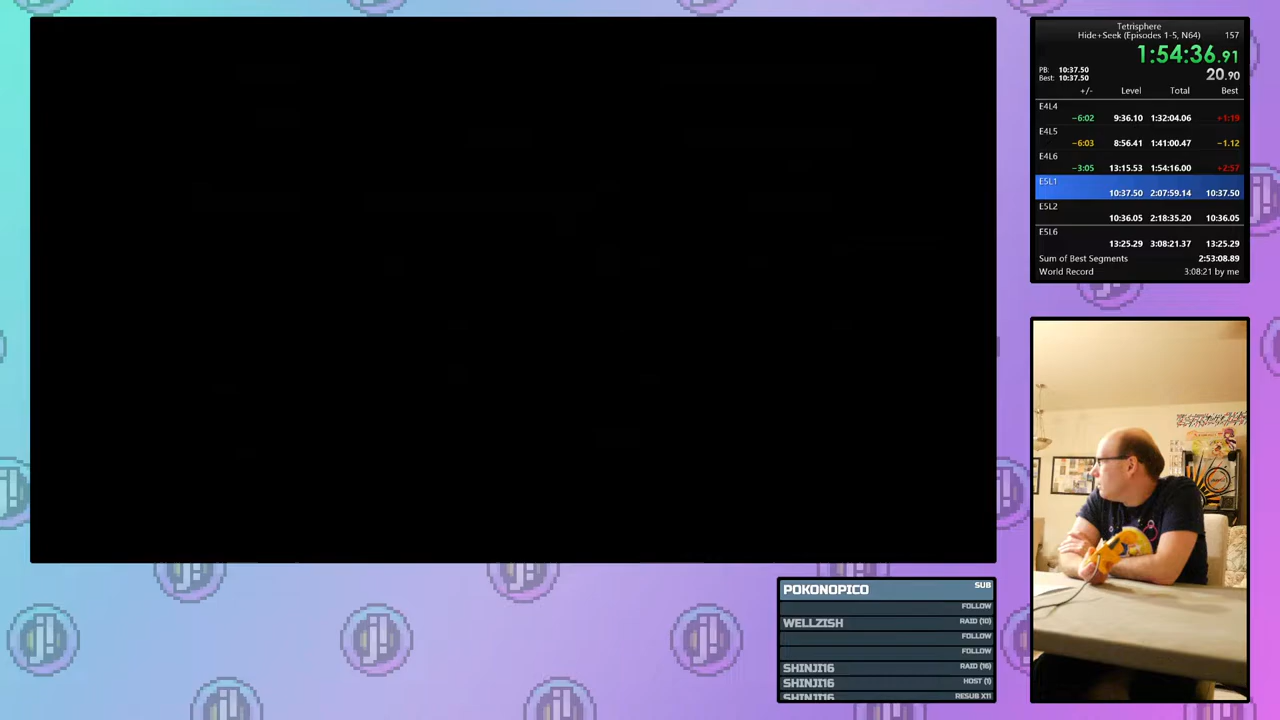 Tetrisphere
Hide+Seek (Episodes 1-5, N64) 157
1:54:36.91
PB: 10:37.50
Best: 10:37.50
20.90
+/- Level Total Best
E4L4
-6:02 9:36.10 1:32:04.06 +1:19
E4L5
-6:03 8:56.41 1:41:00.47 -1.12
E4L6
-3:05 13:15.53 1:54:16.00 +2:57
E5L1
10:37.50 2:07:59.14 10:37.50
E5L2
10:36.05 2:18:35.20 10:36.05
E5L6
13:25.29 3:08:21.37 13:25.29
Sum of Best Segments 2:53:08.89
World Record 3:08:21 by me
POKONOPICO SUB
FOLLOW
WELLZISH RAID (10)
FOLLOW
FOLLOW
SHINJI16 RAID (16)
SHINJI16 HOST (1)
SHINJI16 RESUB X11